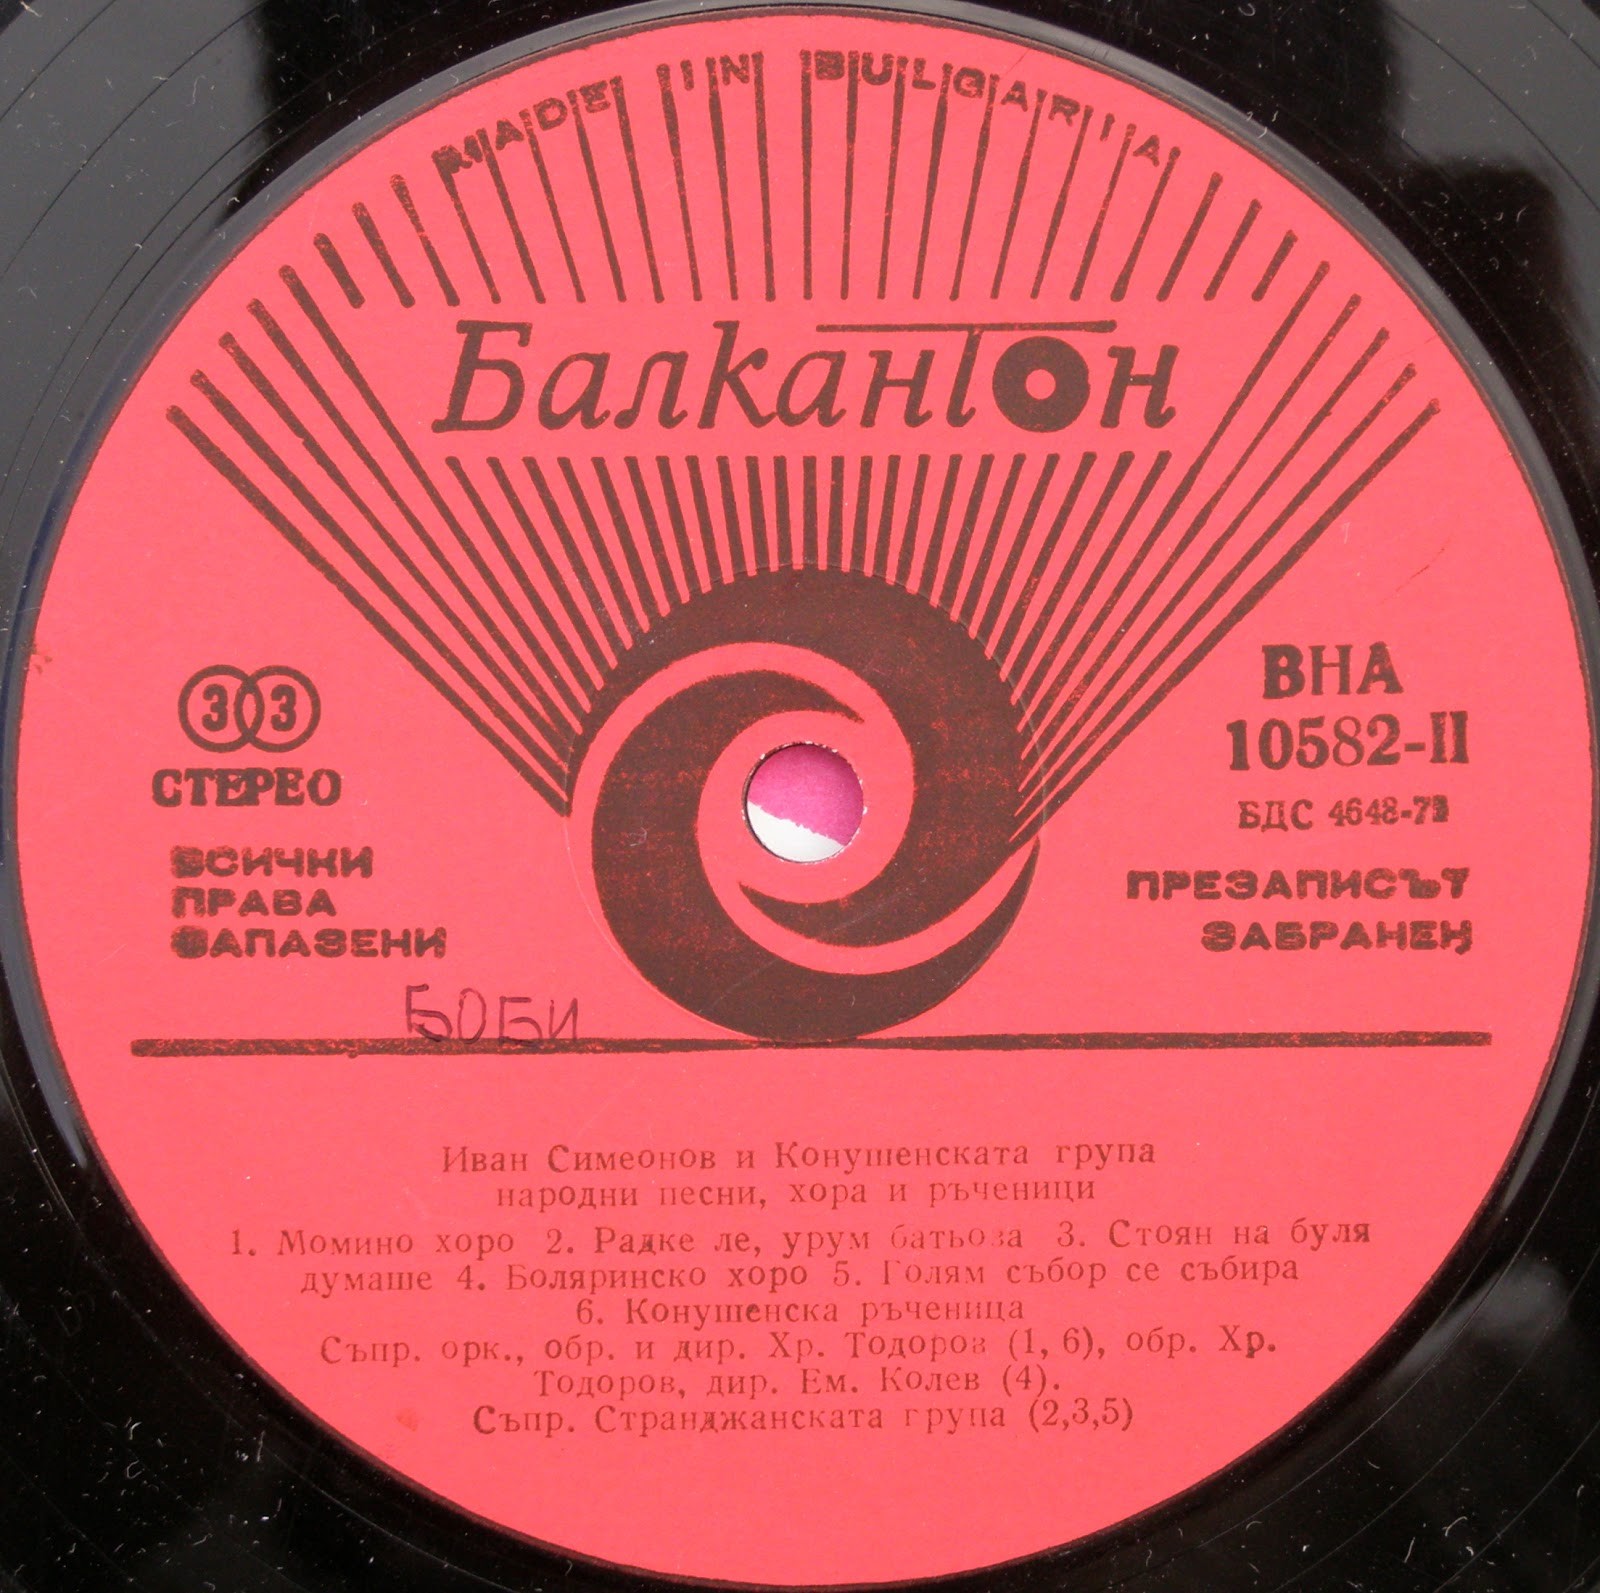 MADE IN BULGARIA
Балкантон
33
СТЕРЕО
ВСИЧКИ
ПРАВА
ЗАПАЗЕНИ
ВНА
10582-II
БДС 4648-72
ПРЕЗАПИСЪТ
ЗАБРАНЕН
БОБИ
Иван Симеонов и Конушенската група
народни песни, хора и ръченици
1. Момино хоро 2. Радке ле, урум батьова 3. Стоян на буля
думаше 4. Боляринско хоро 5. Голям събор се събира
6. Конушенска ръченица
Съпр. орк., обр. и дир. Хр. Тодоров (1, 6), обр. Хр.
Тодоров, дир. Ем. Колев (4).
Съпр. Странджанската група (2,3,5)